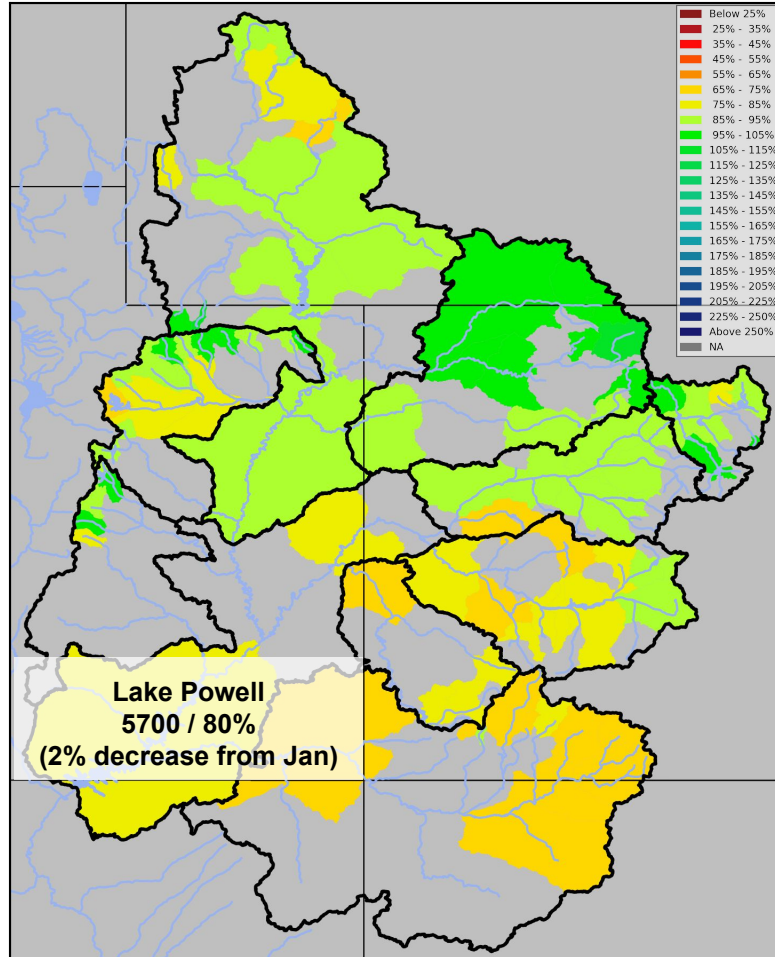 Below 25%
25% - 35%
35% - 45%
45% - 55%
55% - 65%
65% - 75%
75% - 85%
85% - 95%
95% - 105%
105% - 115%
115% - 125%
125% - 135%
135% - 145%
145% - 155%
155% - 165%
165% - 175%
175% - 185%
185% - 195%
195% - 205%
205% - 225%
225% - 250%
Above 250%
NA
Lake Powell
5700 / 80%
(2% decrease from Jan)